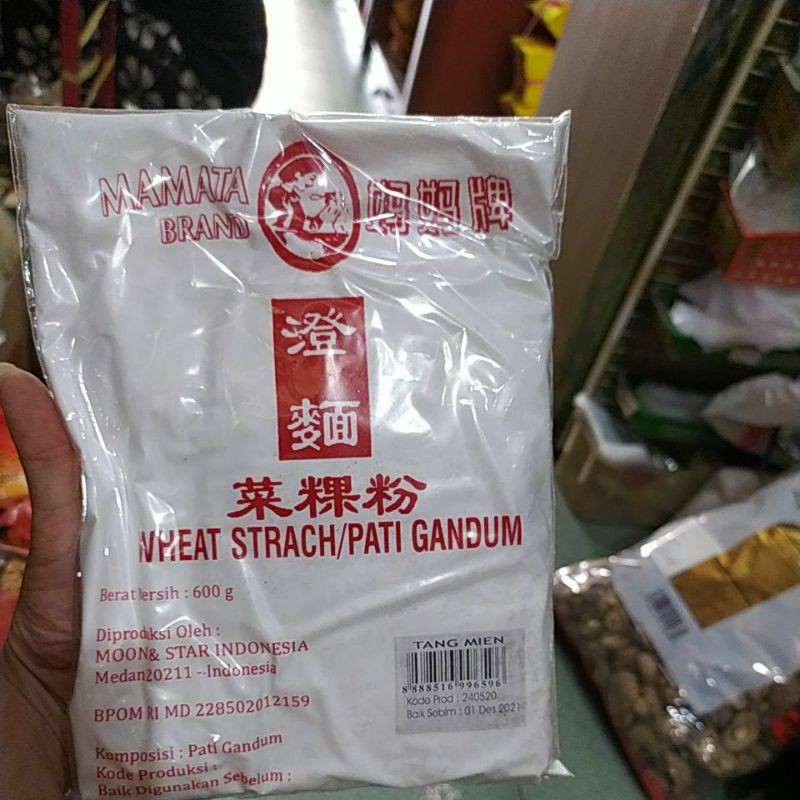 MAMATA
BRAND
媽媽牌
澄
麵
菜粿粉
WHEAT STRACH/PATI GANDUM
Berat Bersih : 600 g
Diproduksi Oleh :
MOON& STAR INDONESIA
Medan20211 --Indonesia
BPOM RI MD 228502012159
Komposisi : Pati Gandum
Kode Produksi :
Baik Digunakan Sebelum :
TANG MIEN
8 888516 996596
Kode Prod : 240520
Baik Seblm : 01 Des 2021